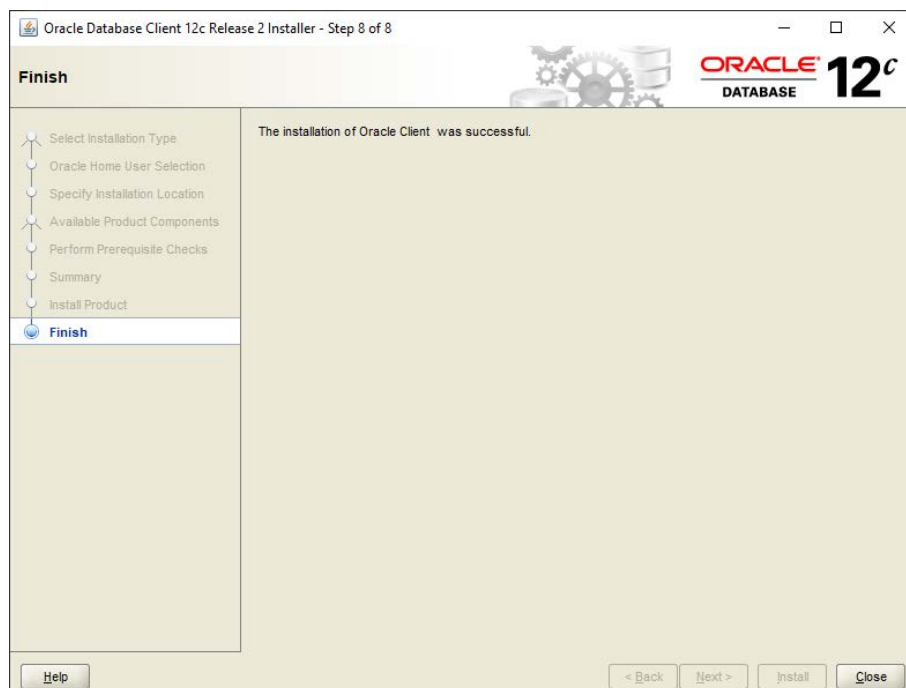 Oracle Database Client 12c Release 2 Installer - Step 8 of 8
Finish
ORACLE®
DATABASE
12c
Select Installation Type
Oracle Home User Selection
Specify Installation Location
Available Product Components
Perform Prerequisite Checks
Summary
Install Product
Finish
The installation of Oracle Client  was successful.
Help
< Back
Next >
Install
Close